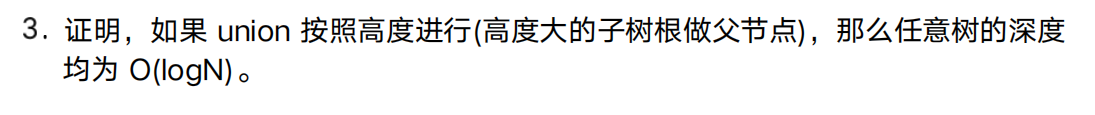 3. 证明，如果 union 按照高度进行(高度大的子树根做父节点)，那么任意树的深度
均为 O(logN)。